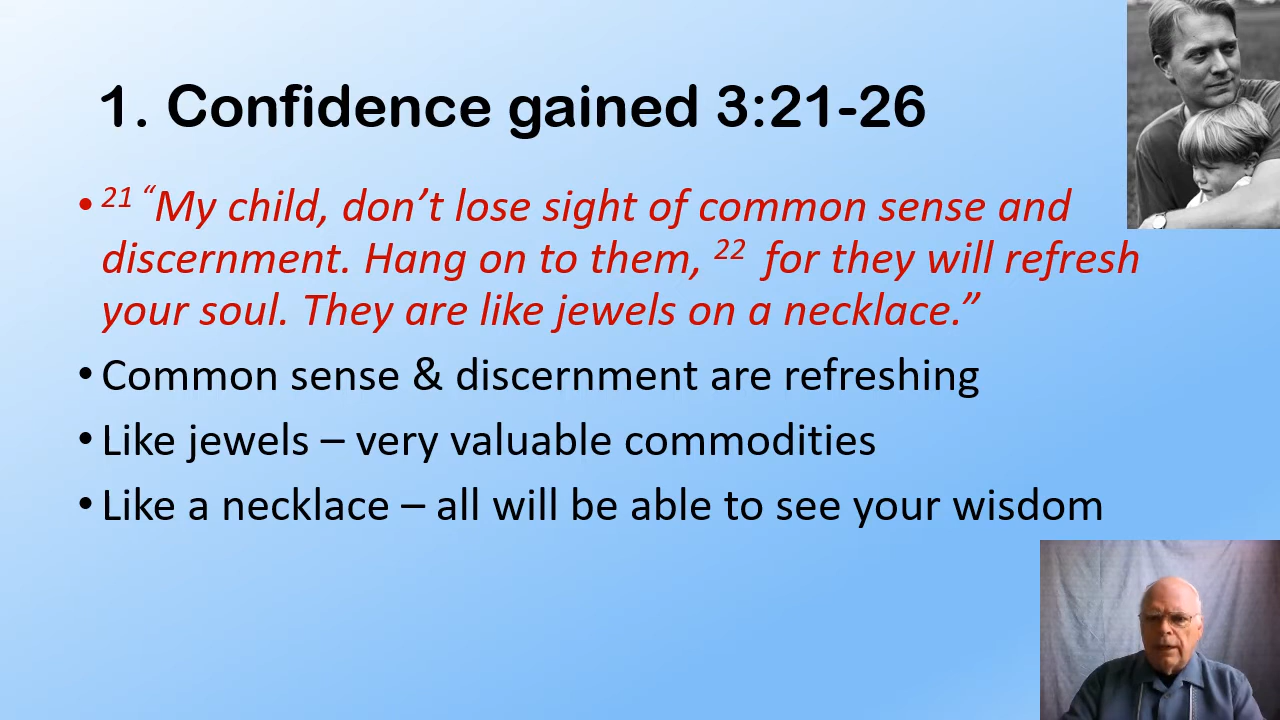 1. Confidence gained 3:21-26
• 21 “My child, don’t lose sight of common sense and
discernment. Hang on to them, 22 for they will refresh
your soul. They are like jewels on a necklace.”
• Common sense & discernment are refreshing
• Like jewels – very valuable commodities
• Like a necklace – all will be able to see your wisdom